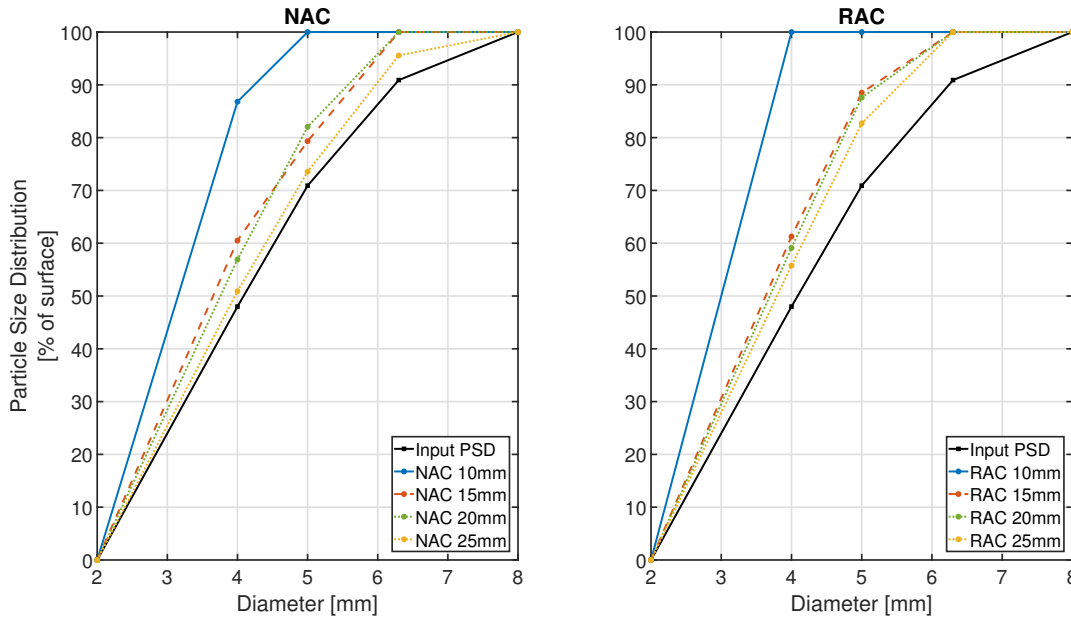 NAC
Particle Size Distribution
[% of surface]
100
90
80
70
60
50
40
30
20
10
0
2
3
4
5
6
7
8
Diameter [mm]
Input PSD
NAC 10mm
NAC 15mm
NAC 20mm
NAC 25mm
RAC
100
90
80
70
60
50
40
30
20
10
0
2
3
4
5
6
7
8
Diameter [mm]
Input PSD
RAC 10mm
RAC 15mm
RAC 20mm
RAC 25mm